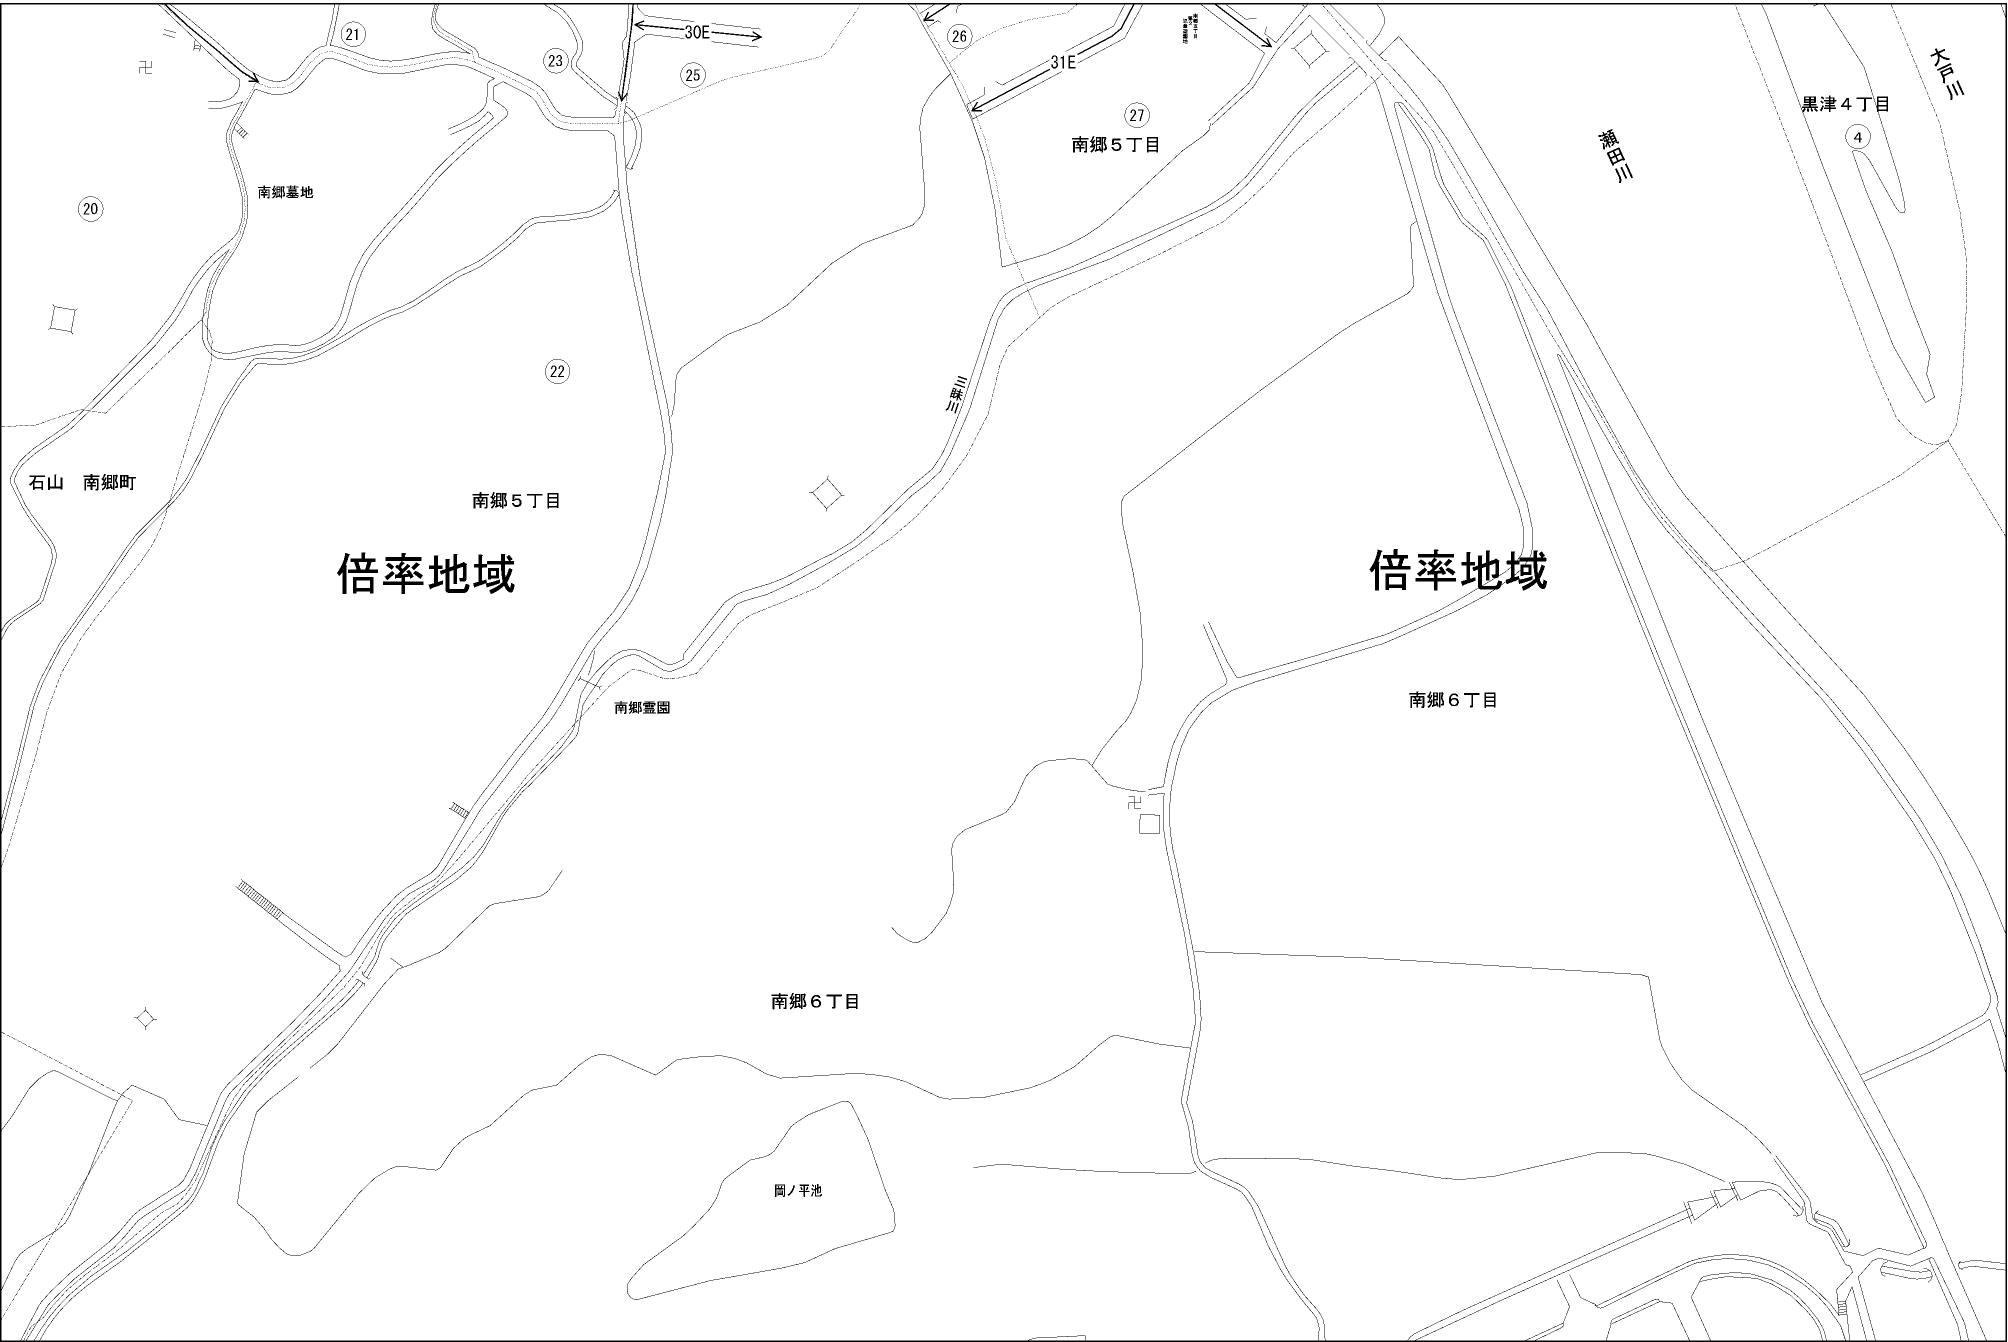 21
30E
26
大戸川
23
31E
25
黒津４丁目
27
4
南郷５丁目
瀬田川
南郷墓地
20
22
三昧川
石山　南郷町
南郷５丁目
倍率地域
倍率地域
南郷６丁目
南郷霊園
南郷６丁目
岡ノ平池